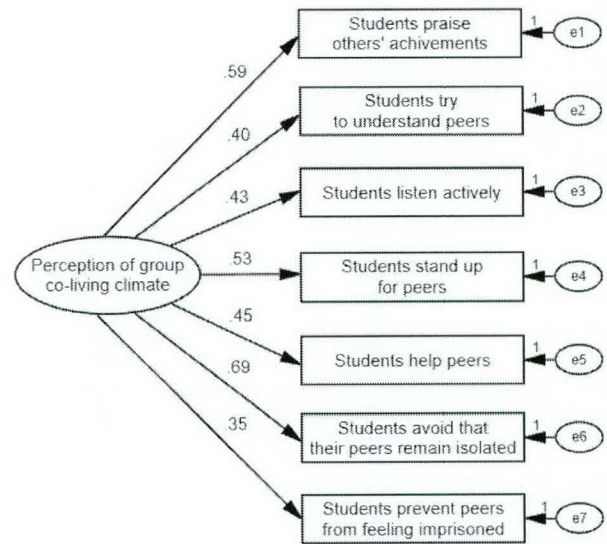 Students praise
others' achivements
1
e1
.59
Students try
to understand peers
1
e2
.40
Students listen actively
1
e3
.43
Perception of group
co-living climate
.53
Students stand up
for peers
1
e4
.45
Students help peers
1
e5
.69
Students avoid that
their peers remain isolated
1
e6
.35
Students prevent peers
from feeling imprisoned
1
e7